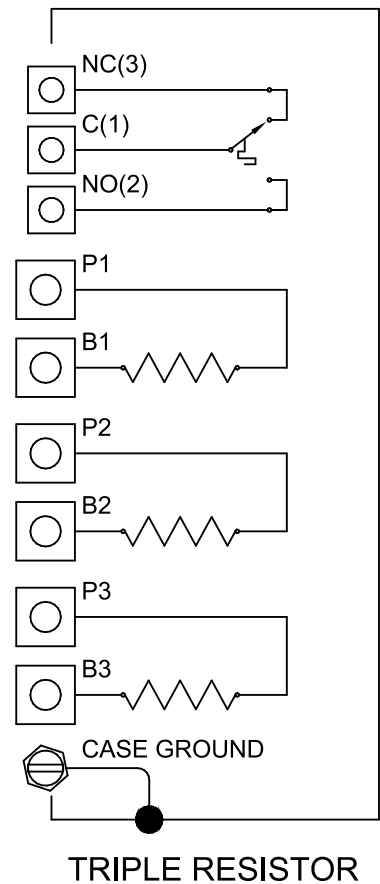 NC(3)
C(1)
NO(2)
P1
B1
P2
B2
P3
B3
CASE GROUND
TRIPLE RESISTOR